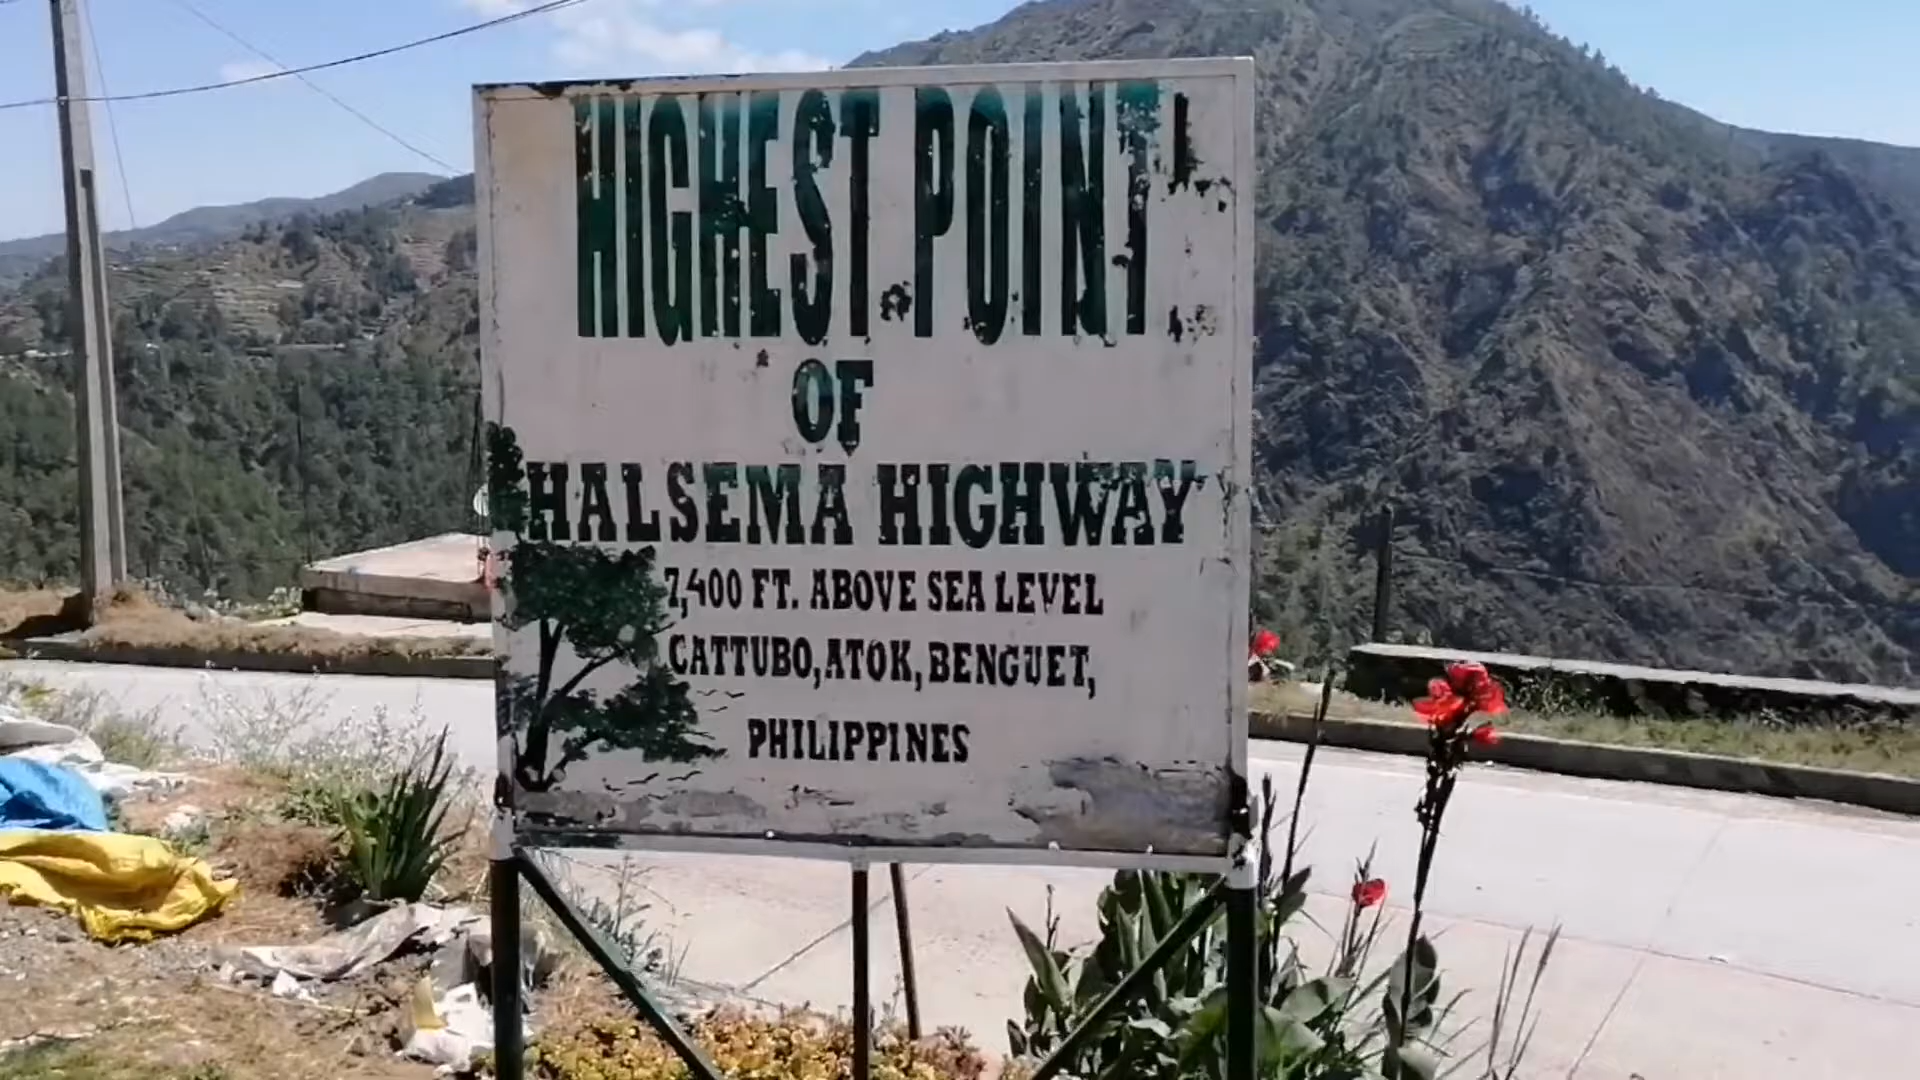 HIGHEST POINT
OF
HALSEMA HIGHWAY
7,400 FT. ABOVE SEA LEVEL
CATTUBO, ATOK, BENGUET,
PHILIPPINES